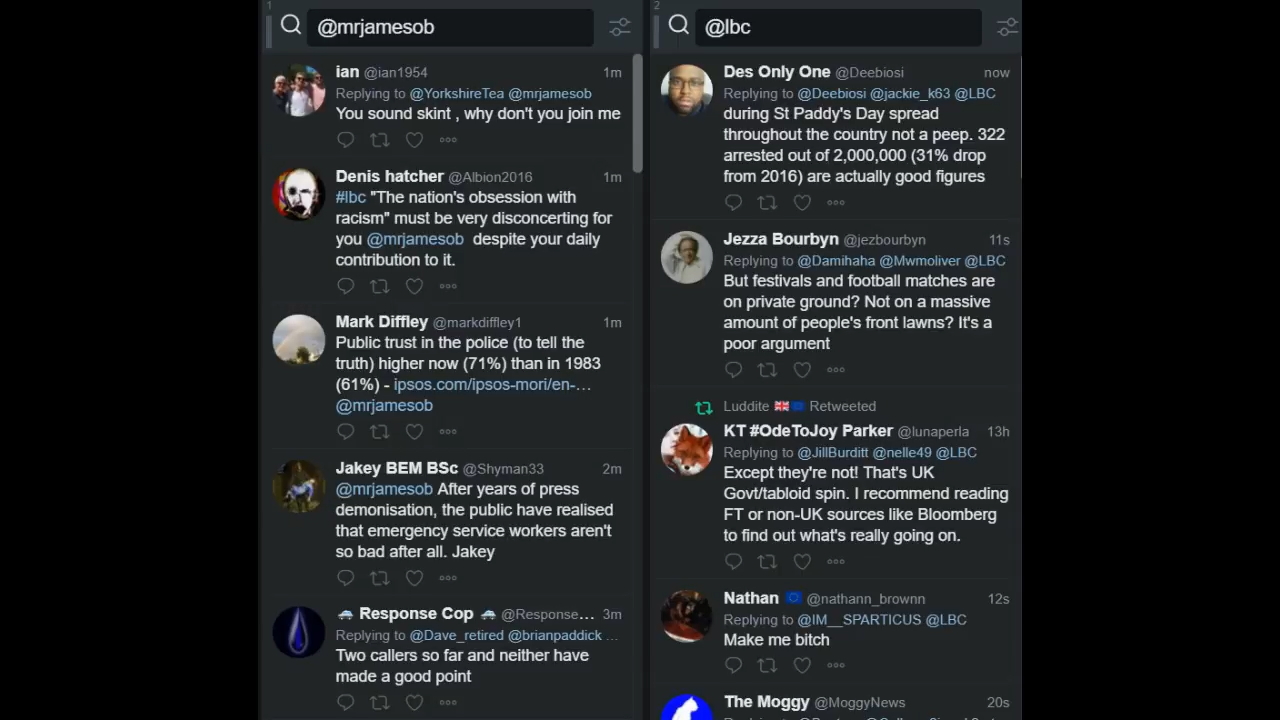 1
@mrjamesob
ian @ian1954 1m
Replying to @YorkshireTea @mrjamesob
You sound skint , why don't you join me
Denis hatcher @Albion2016 1m
#lbc "The nation's obsession with
racism" must be very disconcerting for
you @mrjamesob despite your daily
contribution to it.
Mark Diffley @markdiffley1 1m
Public trust in the police (to tell the
truth) higher now (71%) than in 1983
(61%) - ipsos.com/ipsos-mori/en-…
@mrjamesob
Jakey BEM BSc @Shyman33 2m
@mrjamesob After years of press
demonisation, the public have realised
that emergency service workers aren't
so bad after all. Jakey
🚓 Response Cop 🚓 @Response... 3m
Replying to @Dave_retired @brianpaddick ...
Two callers so far and neither have
made a good point
2
@lbc
Des Only One @Deebiosi now
Replying to @Deebiosi @jackie_k63 @LBC
during St Paddy's Day spread
throughout the country not a peep. 322
arrested out of 2,000,000 (31% drop
from 2016) are actually good figures
Jezza Bourbyn @jezbourbyn 11s
Replying to @Damihaha @Mwmoliver @LBC
But festivals and football matches are
on private ground? Not on a massive
amount of people's front lawns? It's a
poor argument
Luddite 🇬🇧🇪🇺 Retweeted
KT #OdeToJoy Parker @lunaperla 13h
Replying to @JillBurditt @nelle49 @LBC
Except they're not! That's UK
Govt/tabloid spin. I recommend reading
FT or non-UK sources like Bloomberg
to find out what's really going on.
Nathan 🇪🇺 @nathann_brownn 12s
Replying to @IM__SPARTICUS @LBC
Make me bitch
The Moggy @MoggyNews 20s